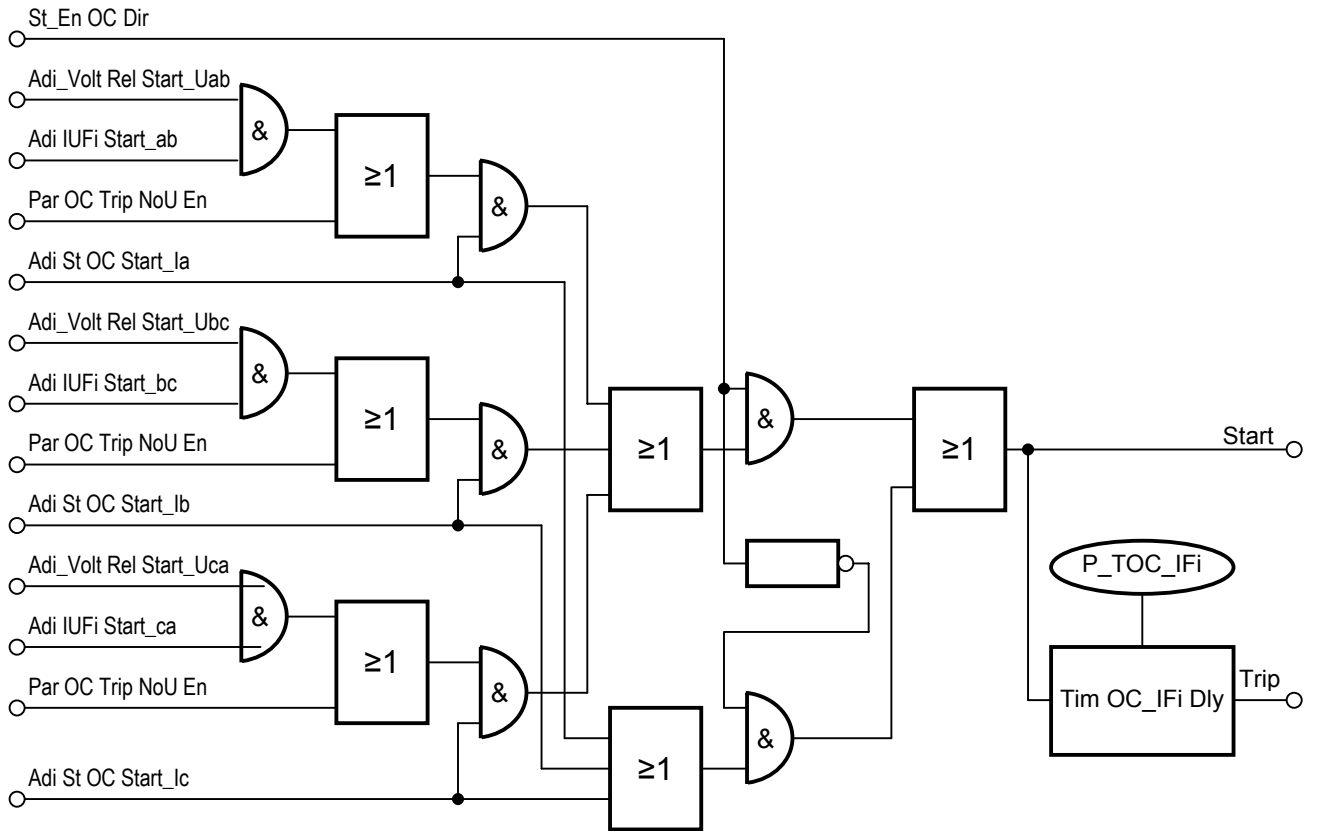 St_En OC Dir
Adi_Volt Rel Start_Uab
&
Adi IUFi Start_ab
≥1
Par OC Trip NoU En
&
Adi St OC Start_Ia
Adi_Volt Rel Start_Ubc
&
Adi IUFi Start_bc
≥1
Par OC Trip NoU En
&
Adi St OC Start_Ib
≥1
&
≥1
Start
Adi_Volt Rel Start_Uca
&
Adi IUFi Start_ca
≥1
Par OC Trip NoU En
&
Adi St OC Start_Ic
≥1
&
P_TOC_IFi
Tim OC_IFi Dly
Trip